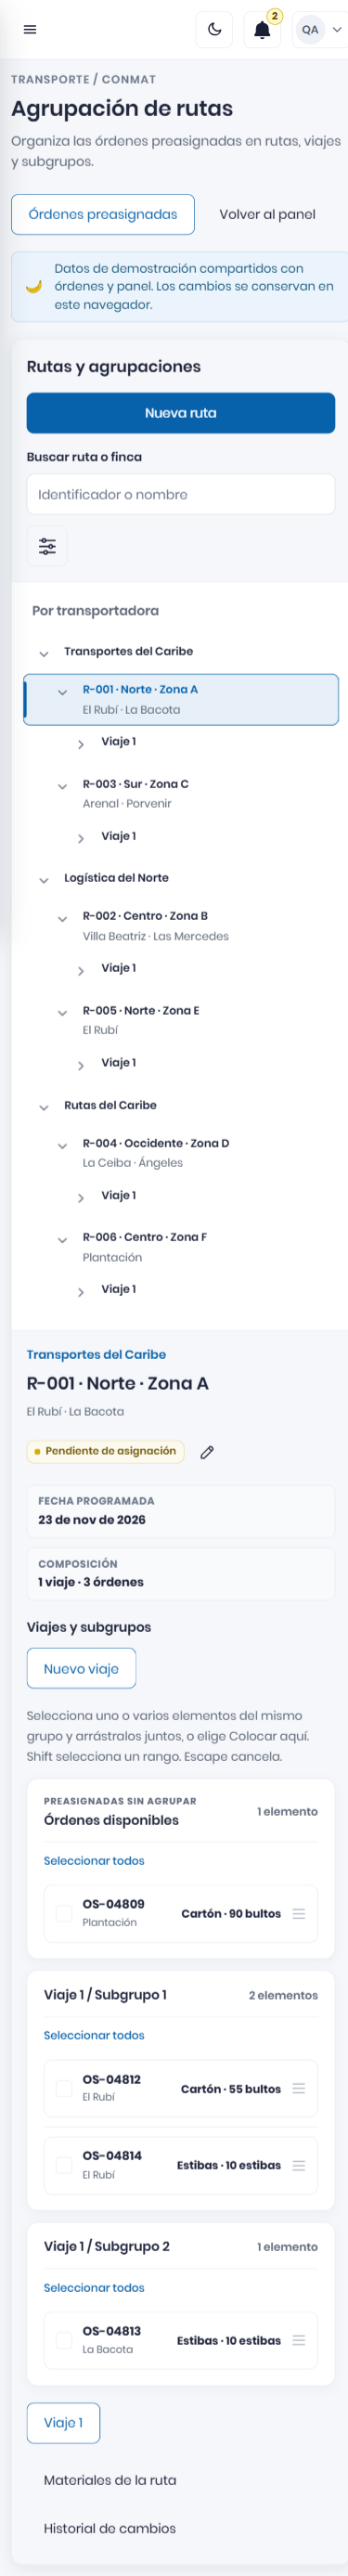 2
QA
TRANSPORTE / CONMAT
Agrupación de rutas
Organiza las órdenes preasignadas en rutas, viajes
y subgrupos.
Órdenes preasignadas
Volver al panel
Datos de demostración compartidos con
órdenes y panel. Los cambios se conservan en
este navegador.
Rutas y agrupaciones
Nueva ruta
Buscar ruta o finca
Identificador o nombre
Por transportadora
Transportes del Caribe
R-001 · Norte · Zona A
El Rubí · La Bacota
Viaje 1
R-003 · Sur · Zona C
Arenal · Porvenir
Viaje 1
Logística del Norte
R-002 · Centro · Zona B
Villa Beatriz · Las Mercedes
Viaje 1
R-005 · Norte · Zona E
El Rubí
Viaje 1
Rutas del Caribe
R-004 · Occidente · Zona D
La Ceiba · Ángeles
Viaje 1
R-006 · Centro · Zona F
Plantación
Viaje 1
Transportes del Caribe
R-001 · Norte · Zona A
El Rubí · La Bacota
Pendiente de asignación
FECHA PROGRAMADA
23 de nov de 2026
COMPOSICIÓN
1 viaje · 3 órdenes
Viajes y subgrupos
Nuevo viaje
Selecciona uno o varios elementos del mismo
grupo y arrástralos juntos, o elige Colocar aquí.
Shift selecciona un rango. Escape cancela.
PREASIGNADAS SIN AGRUPAR
Órdenes disponibles
1 elemento
Seleccionar todos
OS-04809
Plantación
Cartón · 90 bultos
Viaje 1 / Subgrupo 1
2 elementos
Seleccionar todos
OS-04812
El Rubí
Cartón · 55 bultos
OS-04814
El Rubí
Estibas · 10 estibas
Viaje 1 / Subgrupo 2
1 elemento
Seleccionar todos
OS-04813
La Bacota
Estibas · 10 estibas
Viaje 1
Materiales de la ruta
Historial de cambios